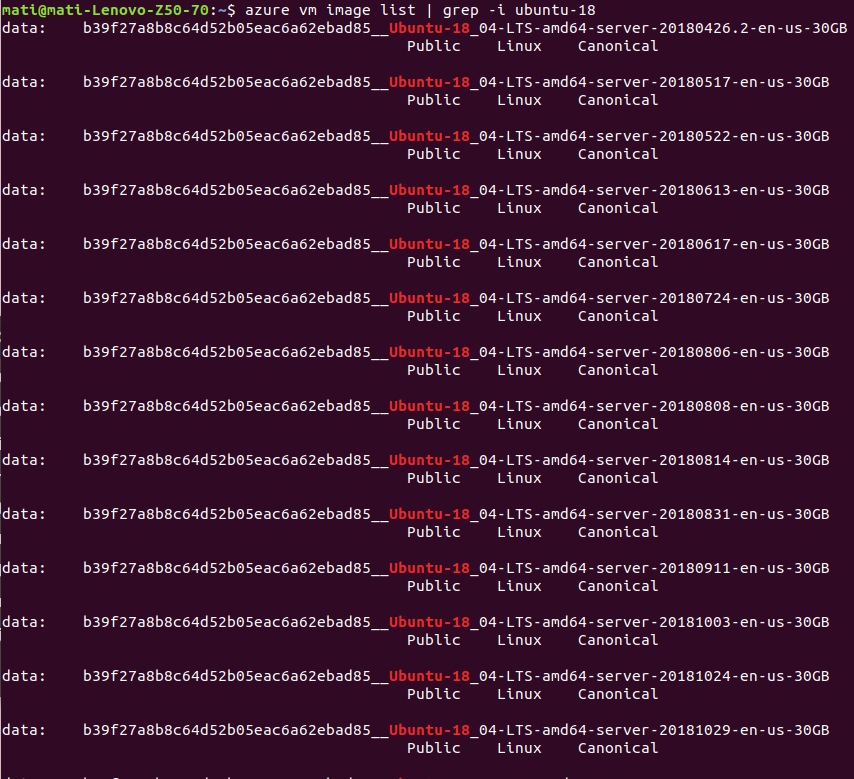 mati@mati-Lenovo-Z50-70:~$ azure vm image list | grep -i ubuntu-18
data:    b39f27a8b8c64d52b05eac6a62ebad85__Ubuntu-18_04-LTS-amd64-server-20180426.2-en-us-30GB
Public    Linux    Canonical
data:    b39f27a8b8c64d52b05eac6a62ebad85__Ubuntu-18_04-LTS-amd64-server-20180517-en-us-30GB
Public    Linux    Canonical
data:    b39f27a8b8c64d52b05eac6a62ebad85__Ubuntu-18_04-LTS-amd64-server-20180522-en-us-30GB
Public    Linux    Canonical
data:    b39f27a8b8c64d52b05eac6a62ebad85__Ubuntu-18_04-LTS-amd64-server-20180613-en-us-30GB
Public    Linux    Canonical
data:    b39f27a8b8c64d52b05eac6a62ebad85__Ubuntu-18_04-LTS-amd64-server-20180617-en-us-30GB
Public    Linux    Canonical
data:    b39f27a8b8c64d52b05eac6a62ebad85__Ubuntu-18_04-LTS-amd64-server-20180724-en-us-30GB
Public    Linux    Canonical
data:    b39f27a8b8c64d52b05eac6a62ebad85__Ubuntu-18_04-LTS-amd64-server-20180806-en-us-30GB
Public    Linux    Canonical
data:    b39f27a8b8c64d52b05eac6a62ebad85__Ubuntu-18_04-LTS-amd64-server-20180808-en-us-30GB
Public    Linux    Canonical
data:    b39f27a8b8c64d52b05eac6a62ebad85__Ubuntu-18_04-LTS-amd64-server-20180814-en-us-30GB
Public    Linux    Canonical
data:    b39f27a8b8c64d52b05eac6a62ebad85__Ubuntu-18_04-LTS-amd64-server-20180831-en-us-30GB
Public    Linux    Canonical
data:    b39f27a8b8c64d52b05eac6a62ebad85__Ubuntu-18_04-LTS-amd64-server-20180911-en-us-30GB
Public    Linux    Canonical
data:    b39f27a8b8c64d52b05eac6a62ebad85__Ubuntu-18_04-LTS-amd64-server-20181003-en-us-30GB
Public    Linux    Canonical
data:    b39f27a8b8c64d52b05eac6a62ebad85__Ubuntu-18_04-LTS-amd64-server-20181024-en-us-30GB
Public    Linux    Canonical
data:    b39f27a8b8c64d52b05eac6a62ebad85__Ubuntu-18_04-LTS-amd64-server-20181029-en-us-30GB
Public    Linux    Canonical